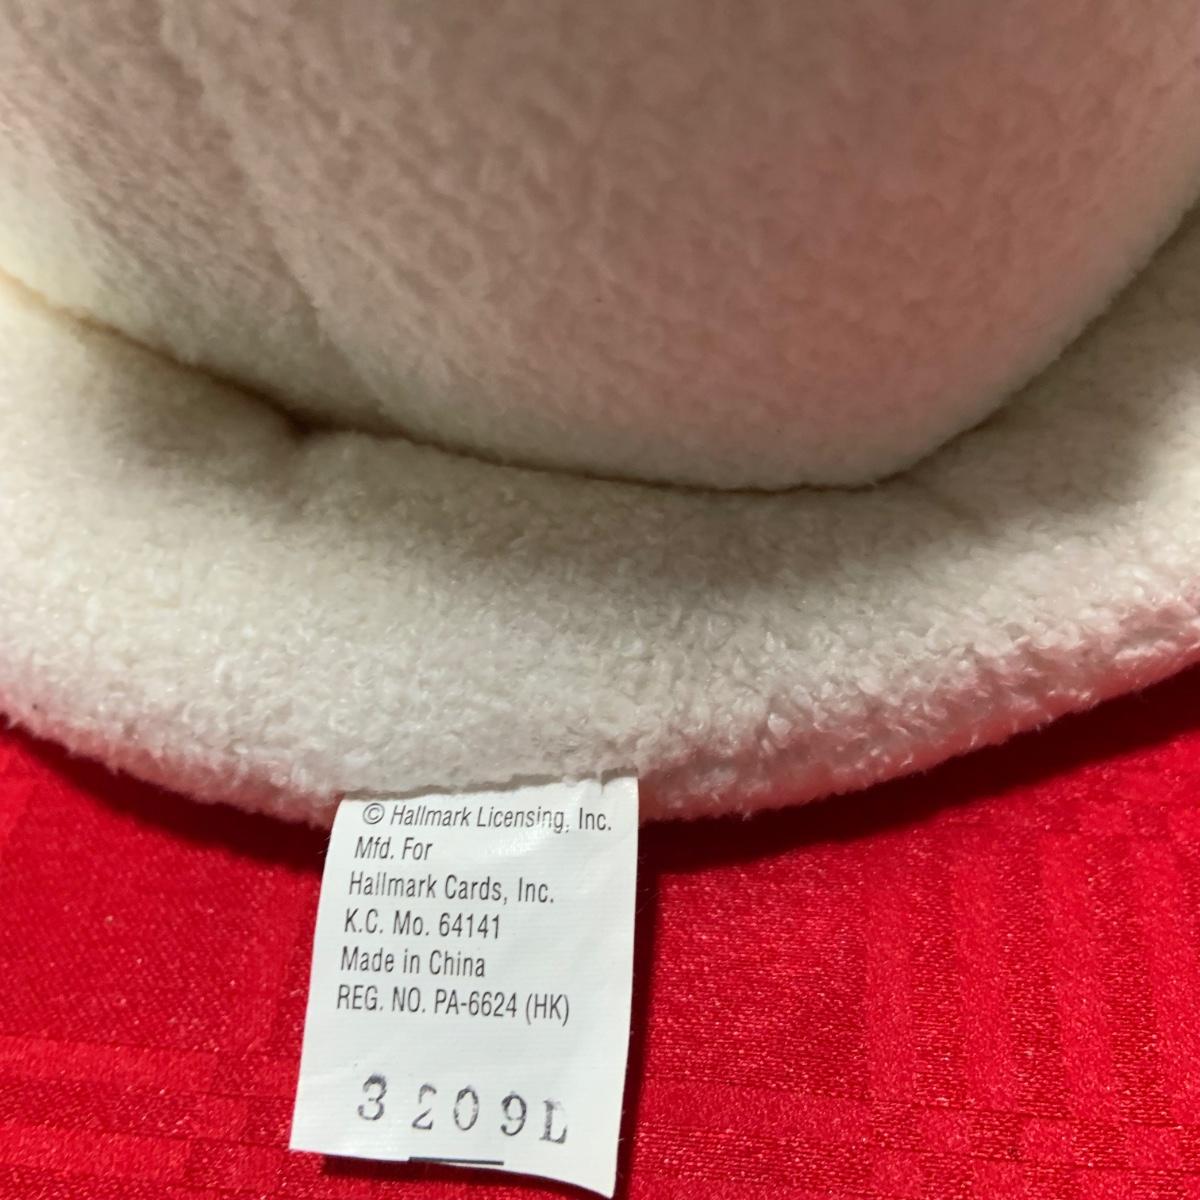 © Hallmark Licensing, Inc.
Mfd. For
Hallmark Cards, Inc.
K.C. Mo. 64141
Made in China
REG. NO. PA-6624 (HK)
3209L